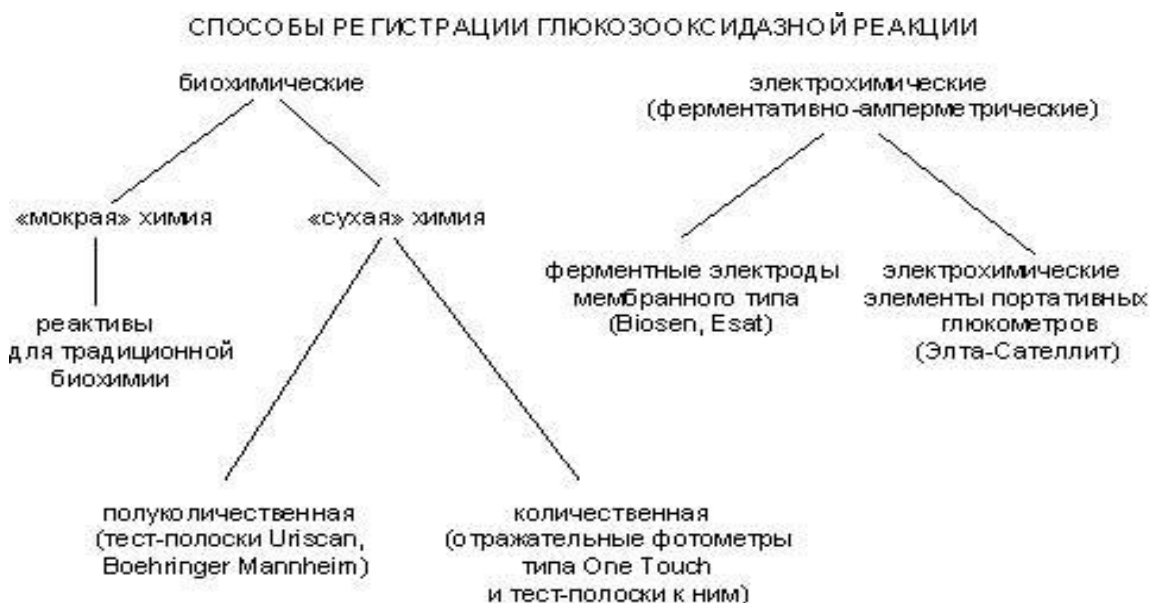 СПОСОБЫ РЕГИСТРАЦИИ ГЛЮКОЗООКСИДАЗНОЙ РЕАКЦИИ
биохимические
электрохимические
(ферментативно-амперметрические)
«мокрая» химия
«сухая» химия
ферментные электроды
мембранного типа
(Biosen, Esat)
электрохимические
элементы портативных
глюкометров
(Элта-Сателлит)
реактивы
для традиционной
биохимии
полуколичественная
(тест-полоски Uriscan,
Boehringer Mannheim)
количественная
(отражательные фотометры
типа One Touch
и тест-полоски к ним)